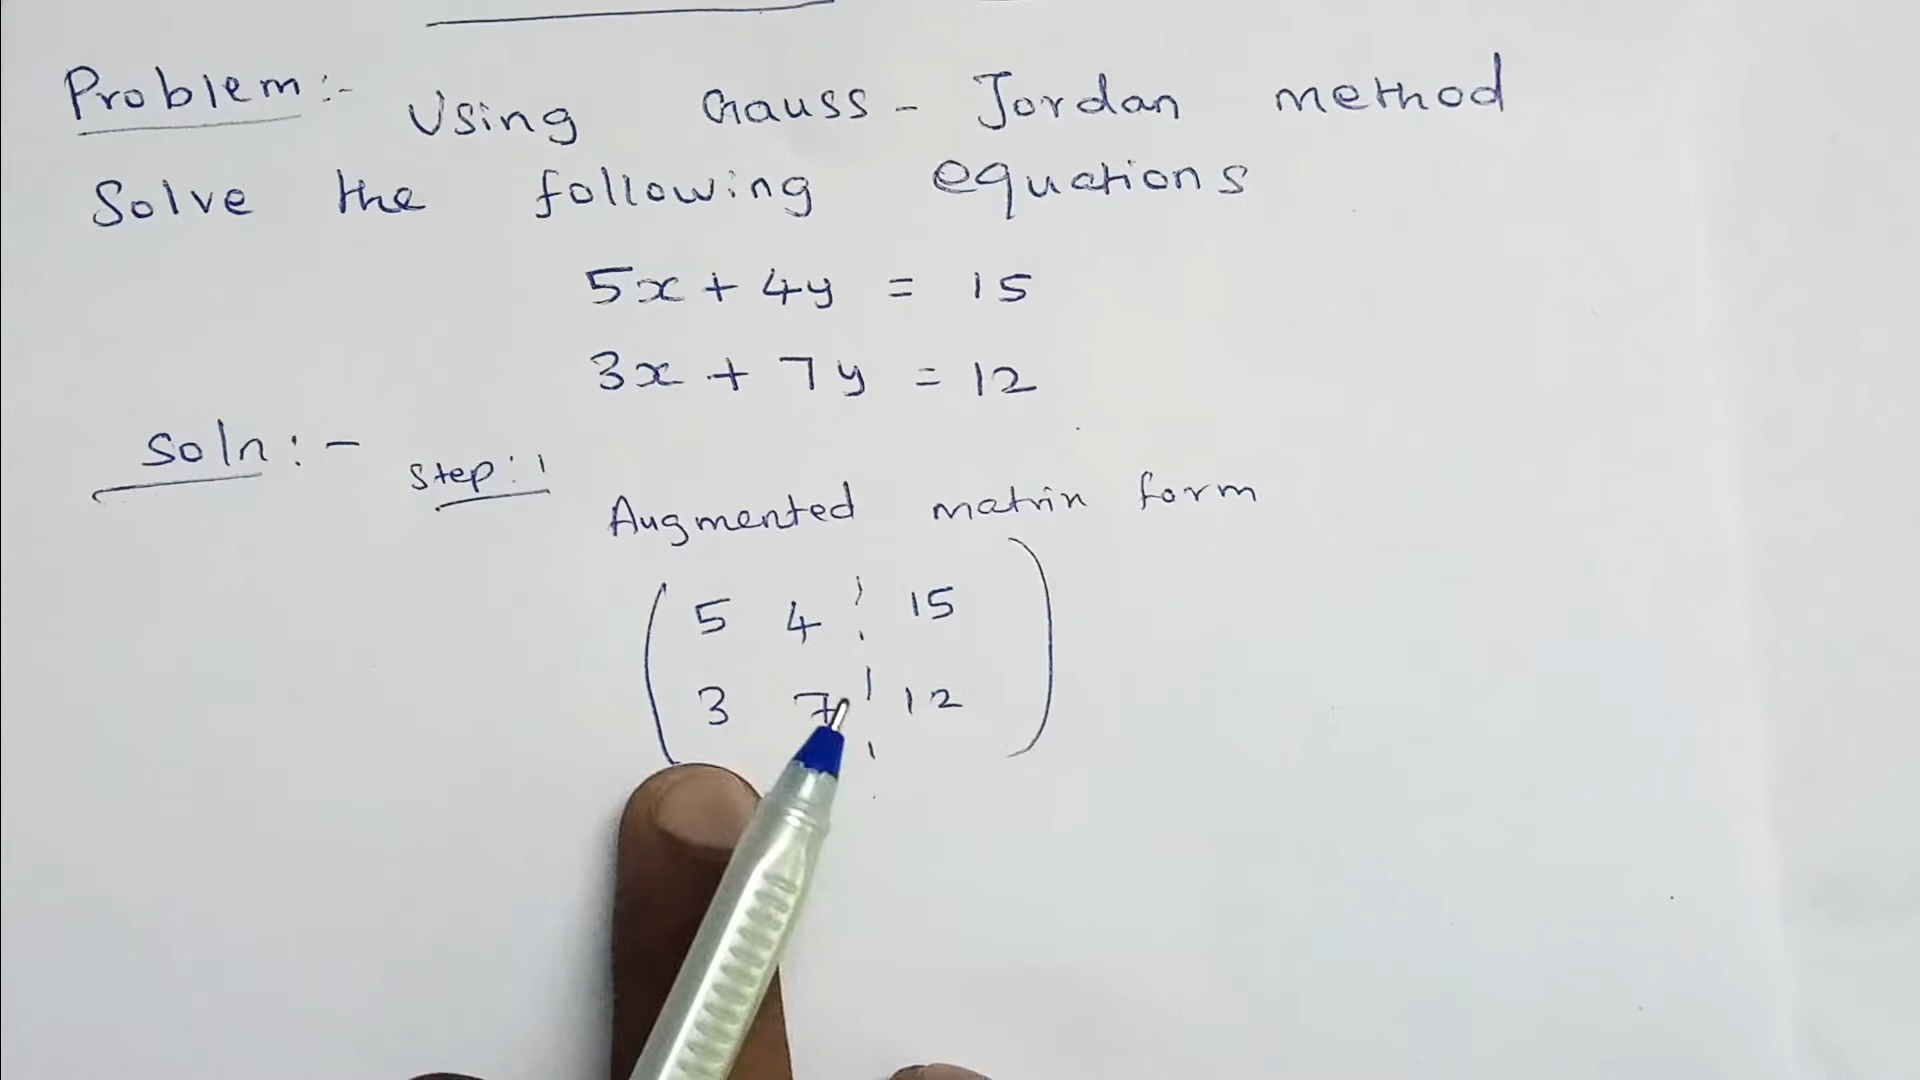 Problem:- Using Gauss-Jordan method
Solve the following equations
5x + 4y = 15
3x + 7y = 12
Soln:- Step:1
Augmented matrix form
5 4 ¦ 15
3 7 ¦ 12